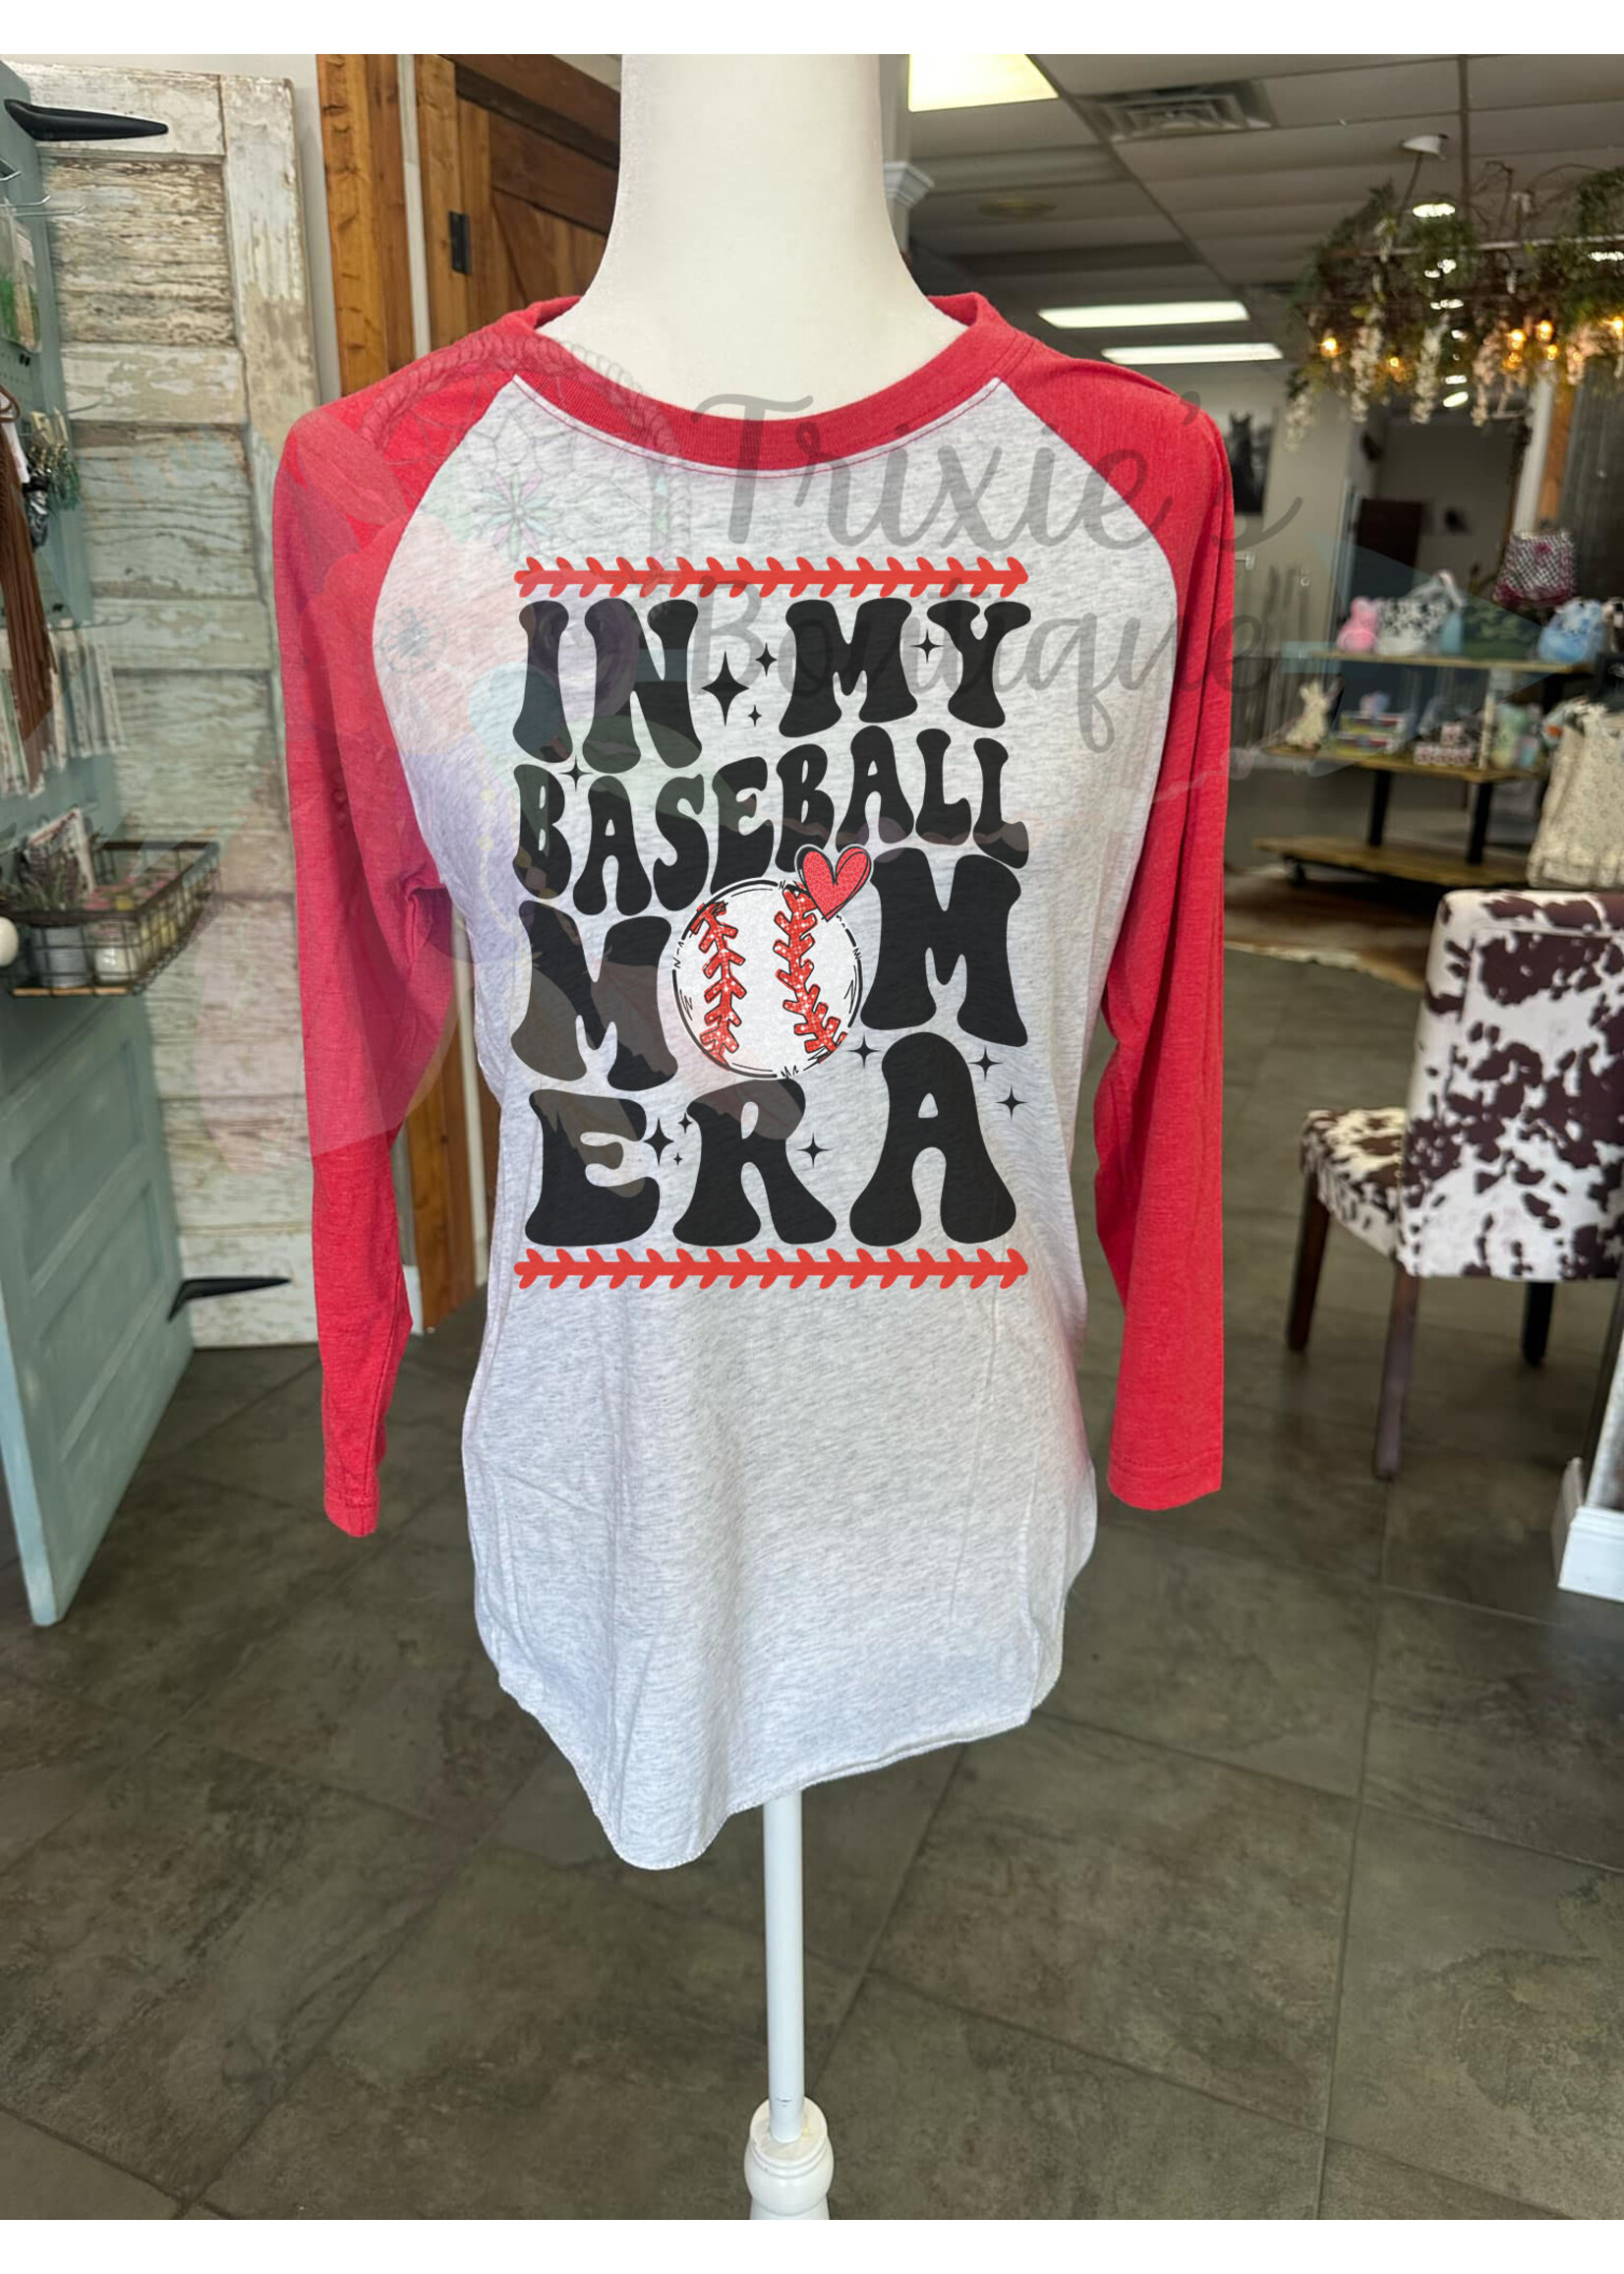 Trixie's
Boutique
IN MY
BASEBALL
MOM
ERA